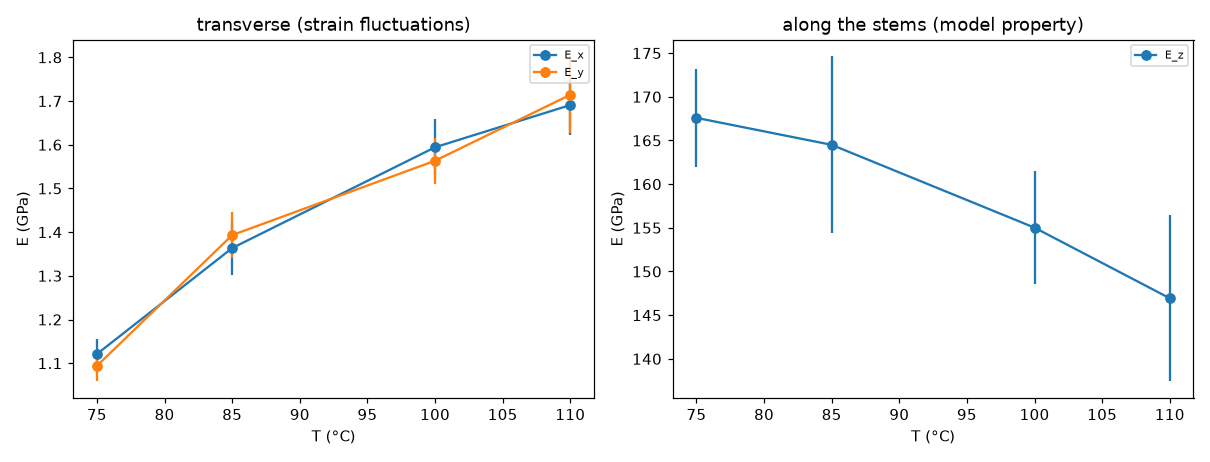 transverse (strain fluctuations)
E (GPa)
1.8
1.7
1.6
1.5
1.4
1.3
1.2
1.1
E_x
E_y
75 80 85 90 95 100 105 110
T (°C)
along the stems (model property)
E (GPa)
175
170
165
160
155
150
145
140
E_z
75 80 85 90 95 100 105 110
T (°C)